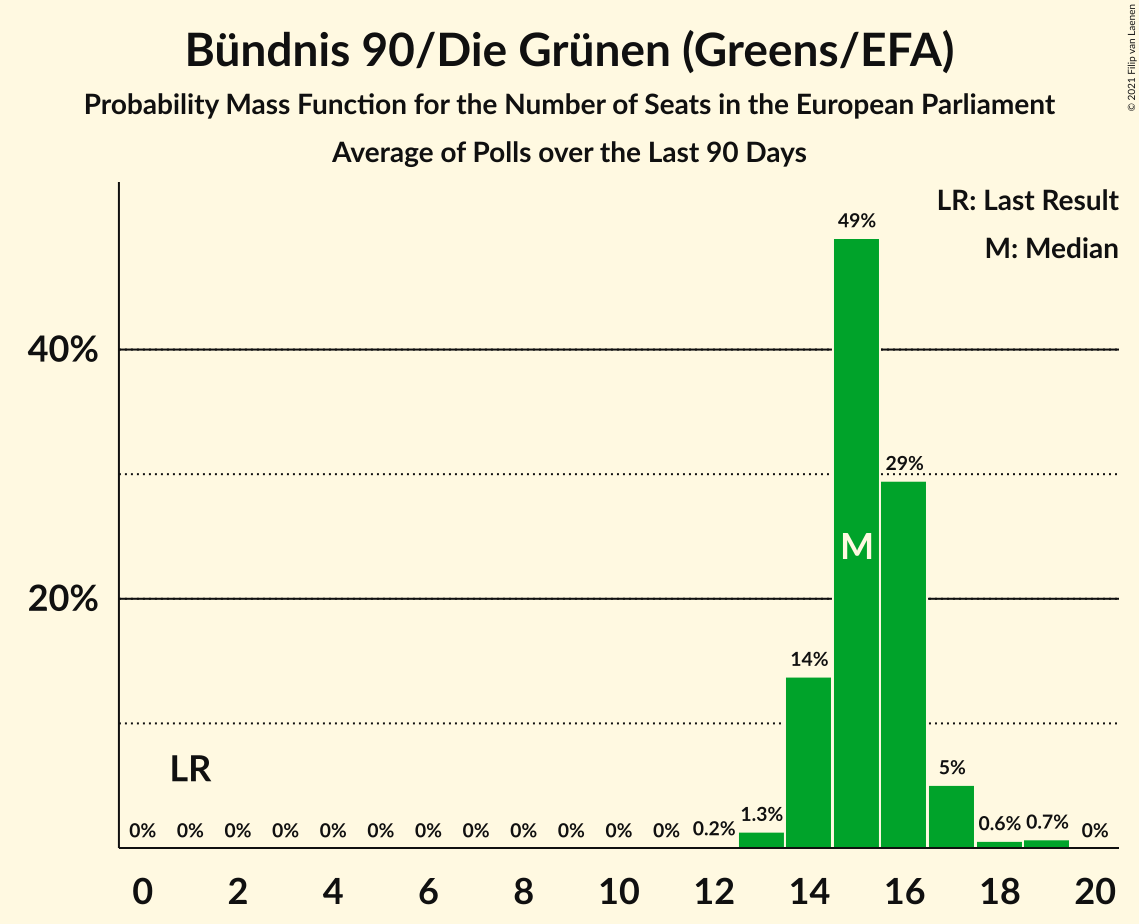 Bündnis 90/Die Grünen (Greens/EFA)
Probability Mass Function for the Number of Seats in the European Parliament
Average of Polls over the Last 90 Days
© 2021 Filip van Laenen
LR: Last Result
M: Median
49%
40%
29%
M
20%
14%
LR
5%
0% 0% 0% 0% 0% 0% 0% 0% 0% 0% 0% 0% 0.2% 1.3% 0.6% 0.7% 0%
0 2 4 6 8 10 12 14 16 18 20